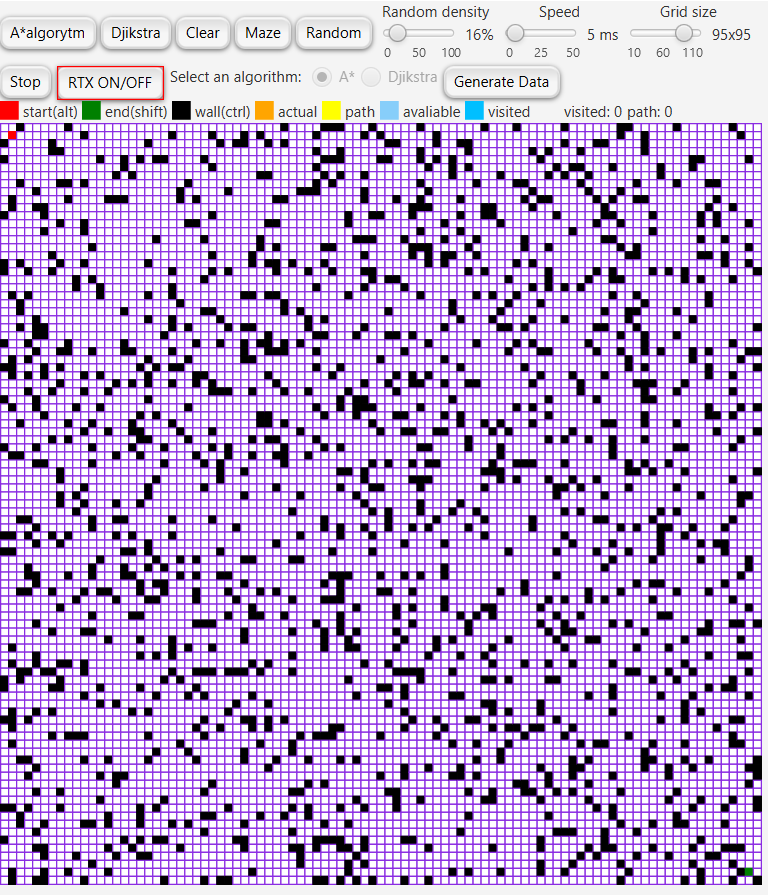 Random density Speed Grid size
A*algorytm Djikstra Clear Maze Random 16% 5 ms 95x95
0 50 100 0 25 50 10 60 110
Stop RTX ON/OFF Select an algorithm: A* Djikstra Generate Data
start(alt) end(shift) wall(ctrl) actual path avaliable visited visited: 0 path: 0